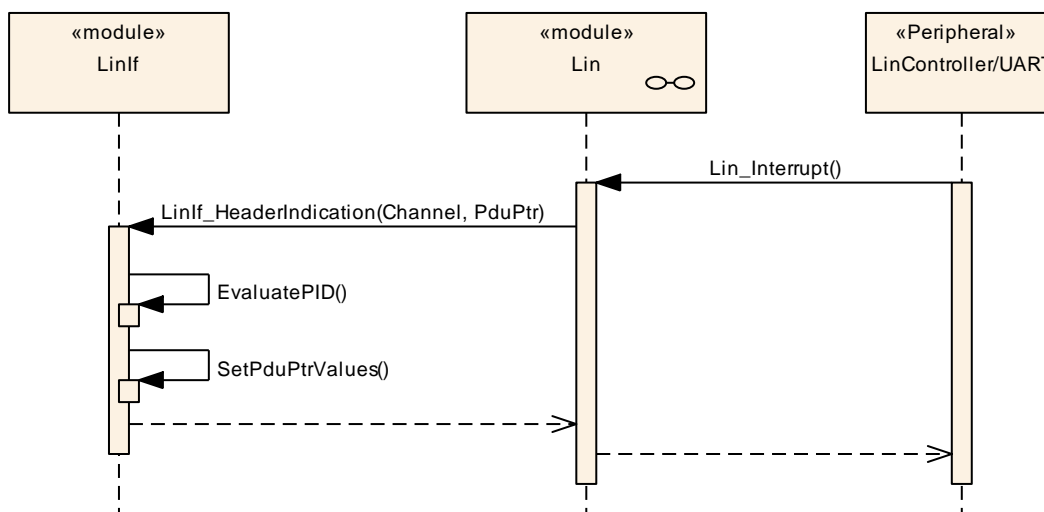 «module»
LinIf
«module»
Lin
«Peripheral»
LinController/UART
Lin_Interrupt()
LinIf_HeaderIndication(Channel, PduPtr)
EvaluatePID()
SetPduPtrValues()